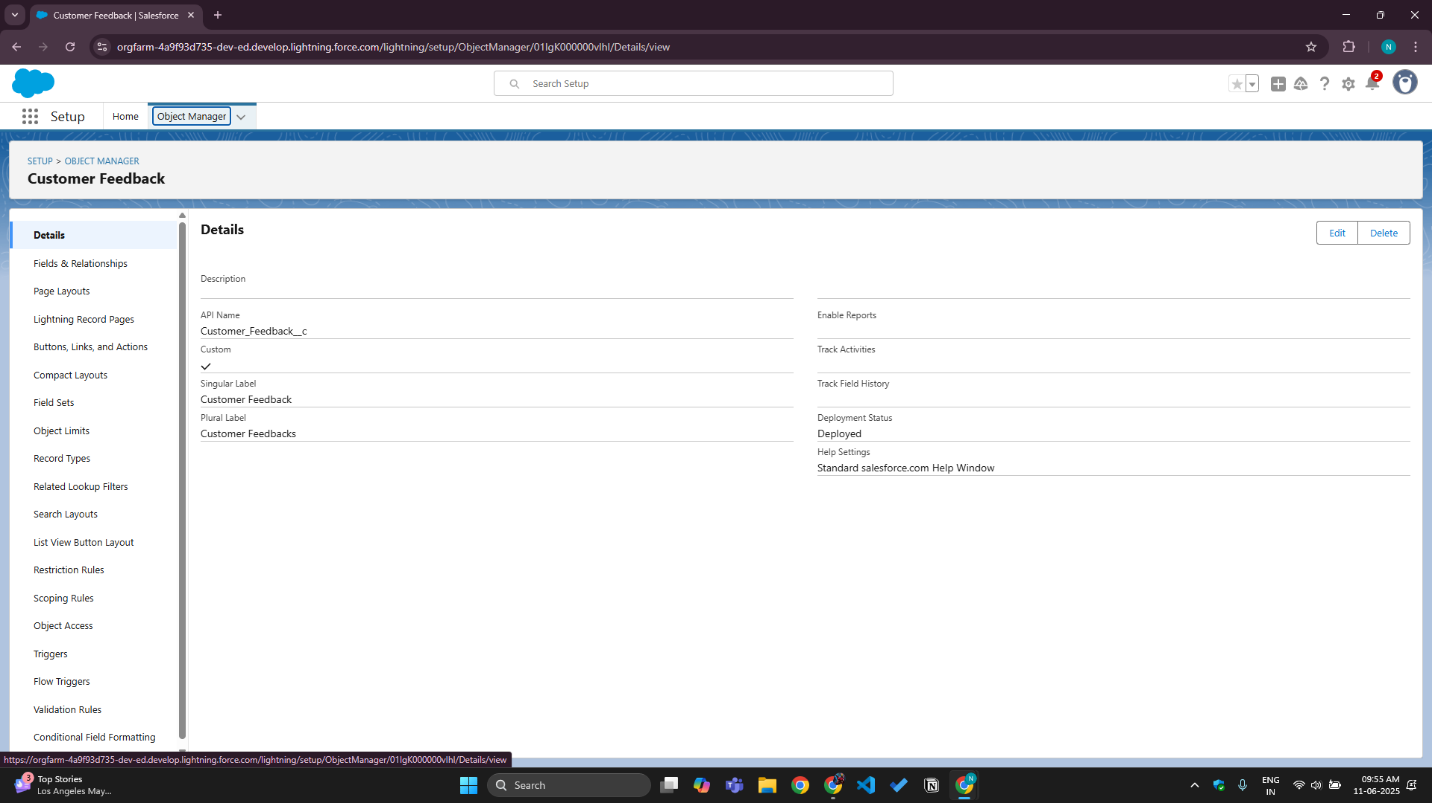 Customer Feedback | Salesforce
orgfarm-4a9f93d735-dev-ed.develop.lightning.force.com/lightning/setup/ObjectManager/01IgK000000vlhl/Details/view
N
Search Setup
2
Setup
Home
Object Manager
SETUP > OBJECT MANAGER
Customer Feedback
Details
Fields & Relationships
Page Layouts
Lightning Record Pages
Buttons, Links, and Actions
Compact Layouts
Field Sets
Object Limits
Record Types
Related Lookup Filters
Search Layouts
List View Button Layout
Restriction Rules
Scoping Rules
Object Access
Triggers
Flow Triggers
Validation Rules
Conditional Field Formatting
Details
Edit
Delete
Description
API Name
Customer_Feedback__c
Custom
Singular Label
Customer Feedback
Plural Label
Customer Feedbacks
Enable Reports
Track Activities
Track Field History
Deployment Status
Deployed
Help Settings
Standard salesforce.com Help Window
https://orgfarm-4a9f93d735-dev-ed.develop.lightning.force.com/lightning/setup/ObjectManager/01IgK000000vlhl/Details/view
3
Top Stories
Los Angeles May...
Search
N
ENG
IN
09:55 AM
11-06-2025